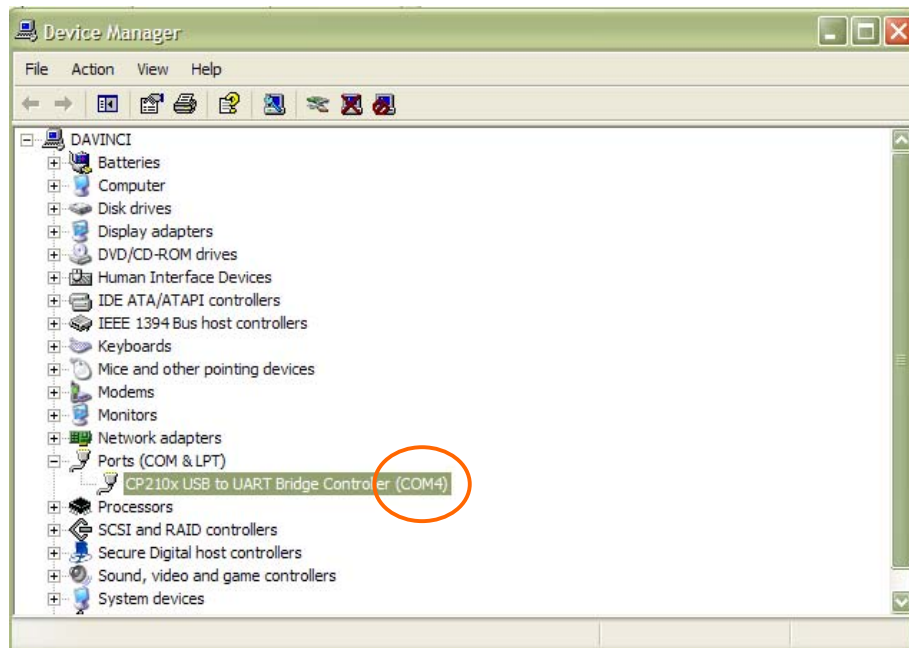 Device Manager
File Action View Help
DAVINCI
Batteries
Computer
Disk drives
Display adapters
DVD/CD-ROM drives
Human Interface Devices
IDE ATA/ATAPI controllers
IEEE 1394 Bus host controllers
Keyboards
Mice and other pointing devices
Modems
Monitors
Network adapters
Ports (COM & LPT)
CP210x USB to UART Bridge Controller (COM4)
Processors
SCSI and RAID controllers
Secure Digital host controllers
Sound, video and game controllers
System devices